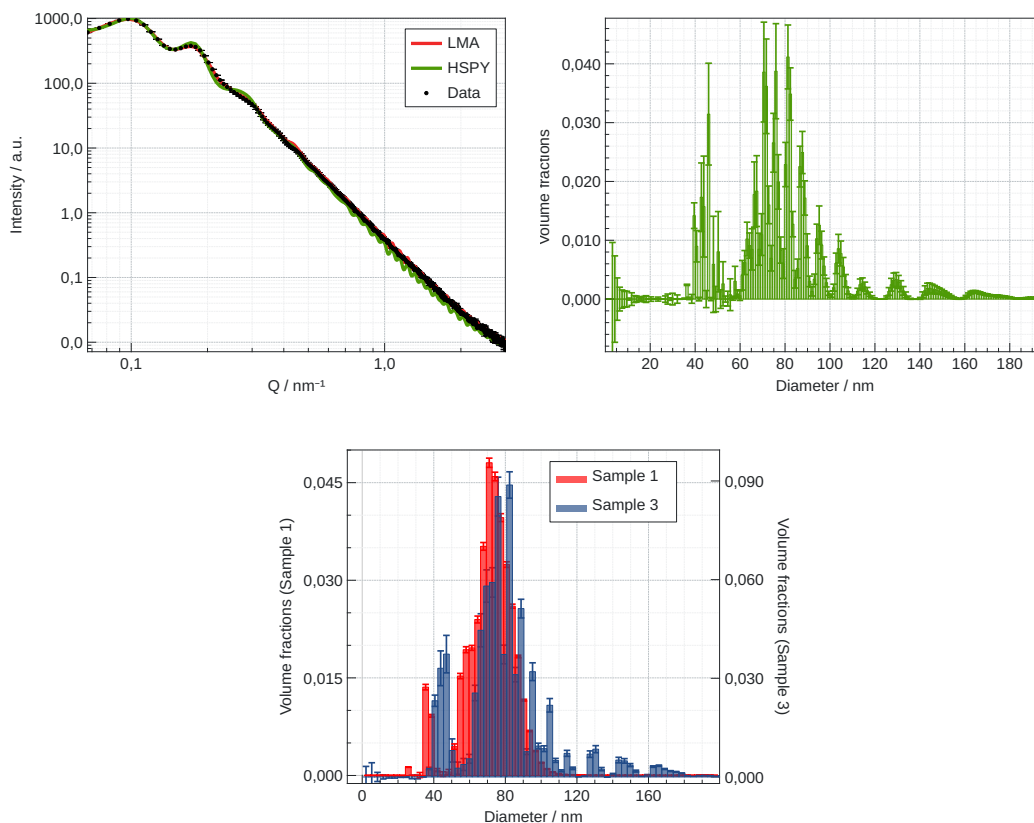 1000,0
100,0
10,0
1,0
0,1
0,0
0,1
1,0
Intensity / a.u.
Q / nm⁻¹
LMA
HSPY
Data
0,040
0,030
0,020
0,010
0,000
Volume fractions
20 40 60 80 100 120 140 160 180
Diameter / nm
0,045
0,030
0,015
0,000
Volume fractions (Sample 1)
Sample 1
Sample 3
0,090
0,060
0,030
0,000
Volume fractions (Sample 3)
0 40 80 120 160
Diameter / nm